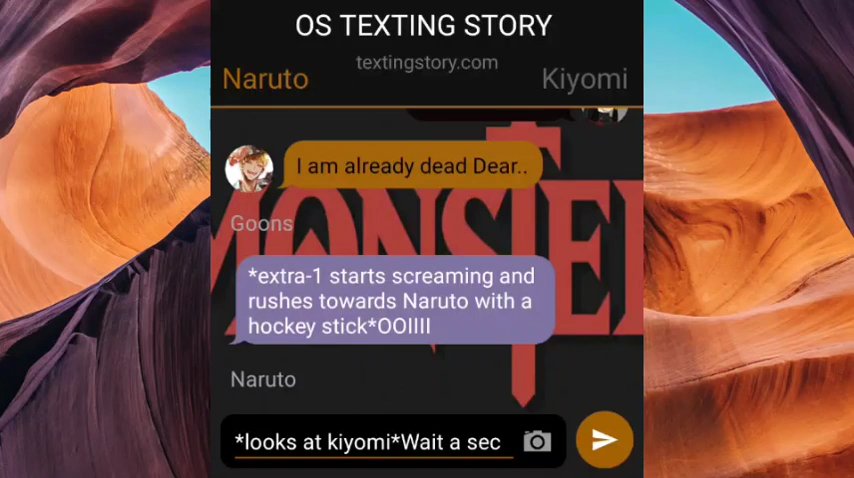 OS TEXTING STORY
textingstory.com
Naruto
Kiyomi
I am already dead Dear..
MONSTER
Goons
*extra-1 starts screaming and
rushes towards Naruto with a
hockey stick*OOIIII
Naruto
*looks at kiyomi*Wait a sec